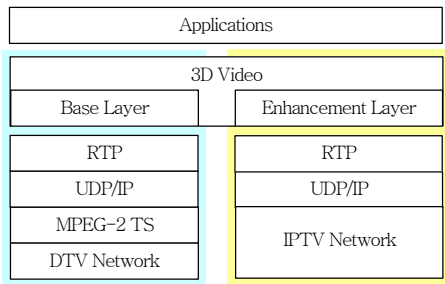 Applications
3D Video
Base Layer
Enhancement Layer
RTP
UDP/IP
MPEG-2 TS
DTV Network
RTP
UDP/IP
IPTV Network